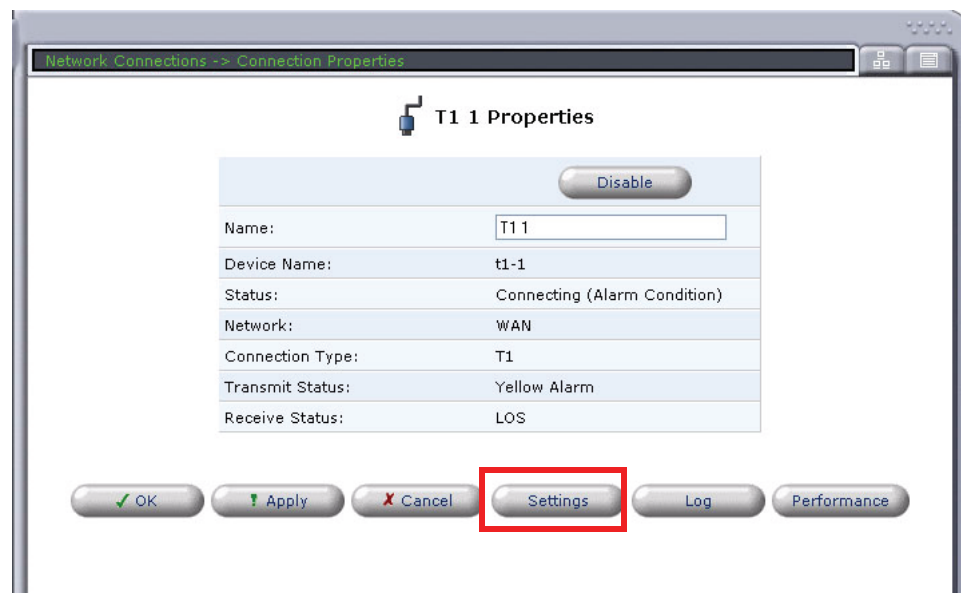 Network Connections -> Connection Properties
T1 1 Properties
Disable
Name: T1 1
Device Name: t1-1
Status: Connecting (Alarm Condition)
Network: WAN
Connection Type: T1
Transmit Status: Yellow Alarm
Receive Status: LOS
OK Apply Cancel Settings Log Performance